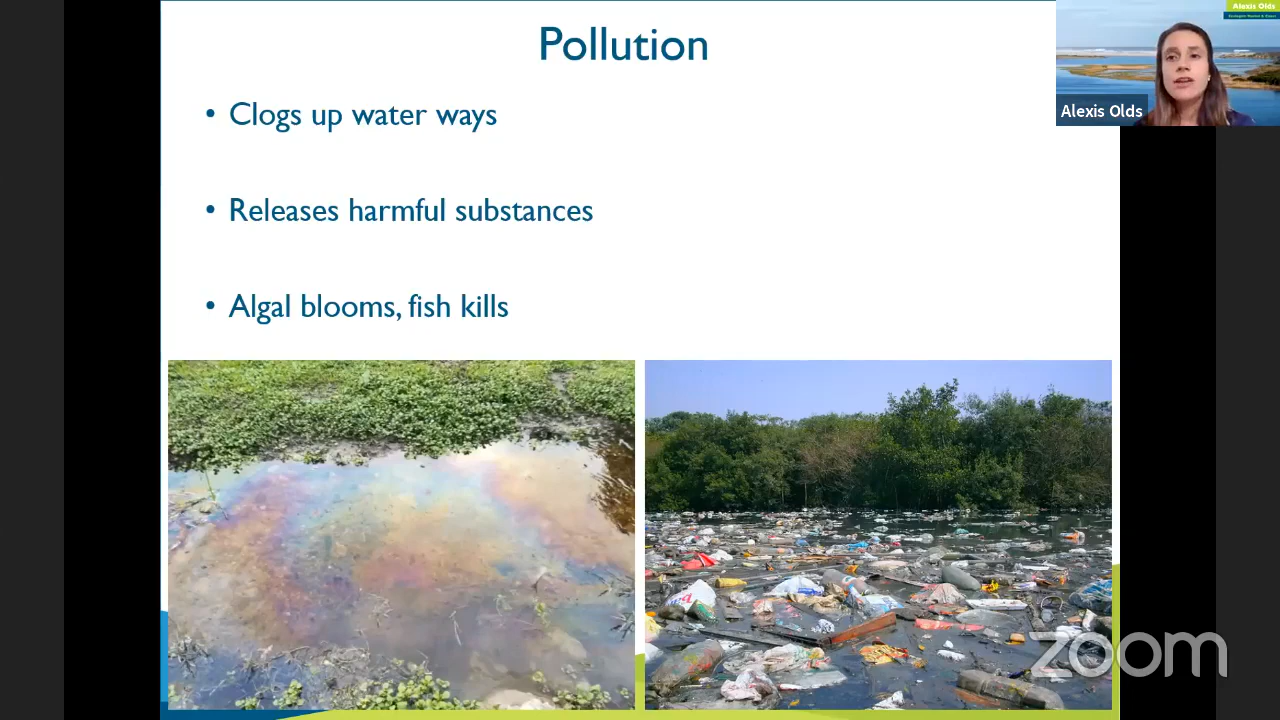 Pollution
Alexis Olds
Alexis Olds
• Clogs up water ways
• Releases harmful substances
• Algal blooms, fish kills
zoom